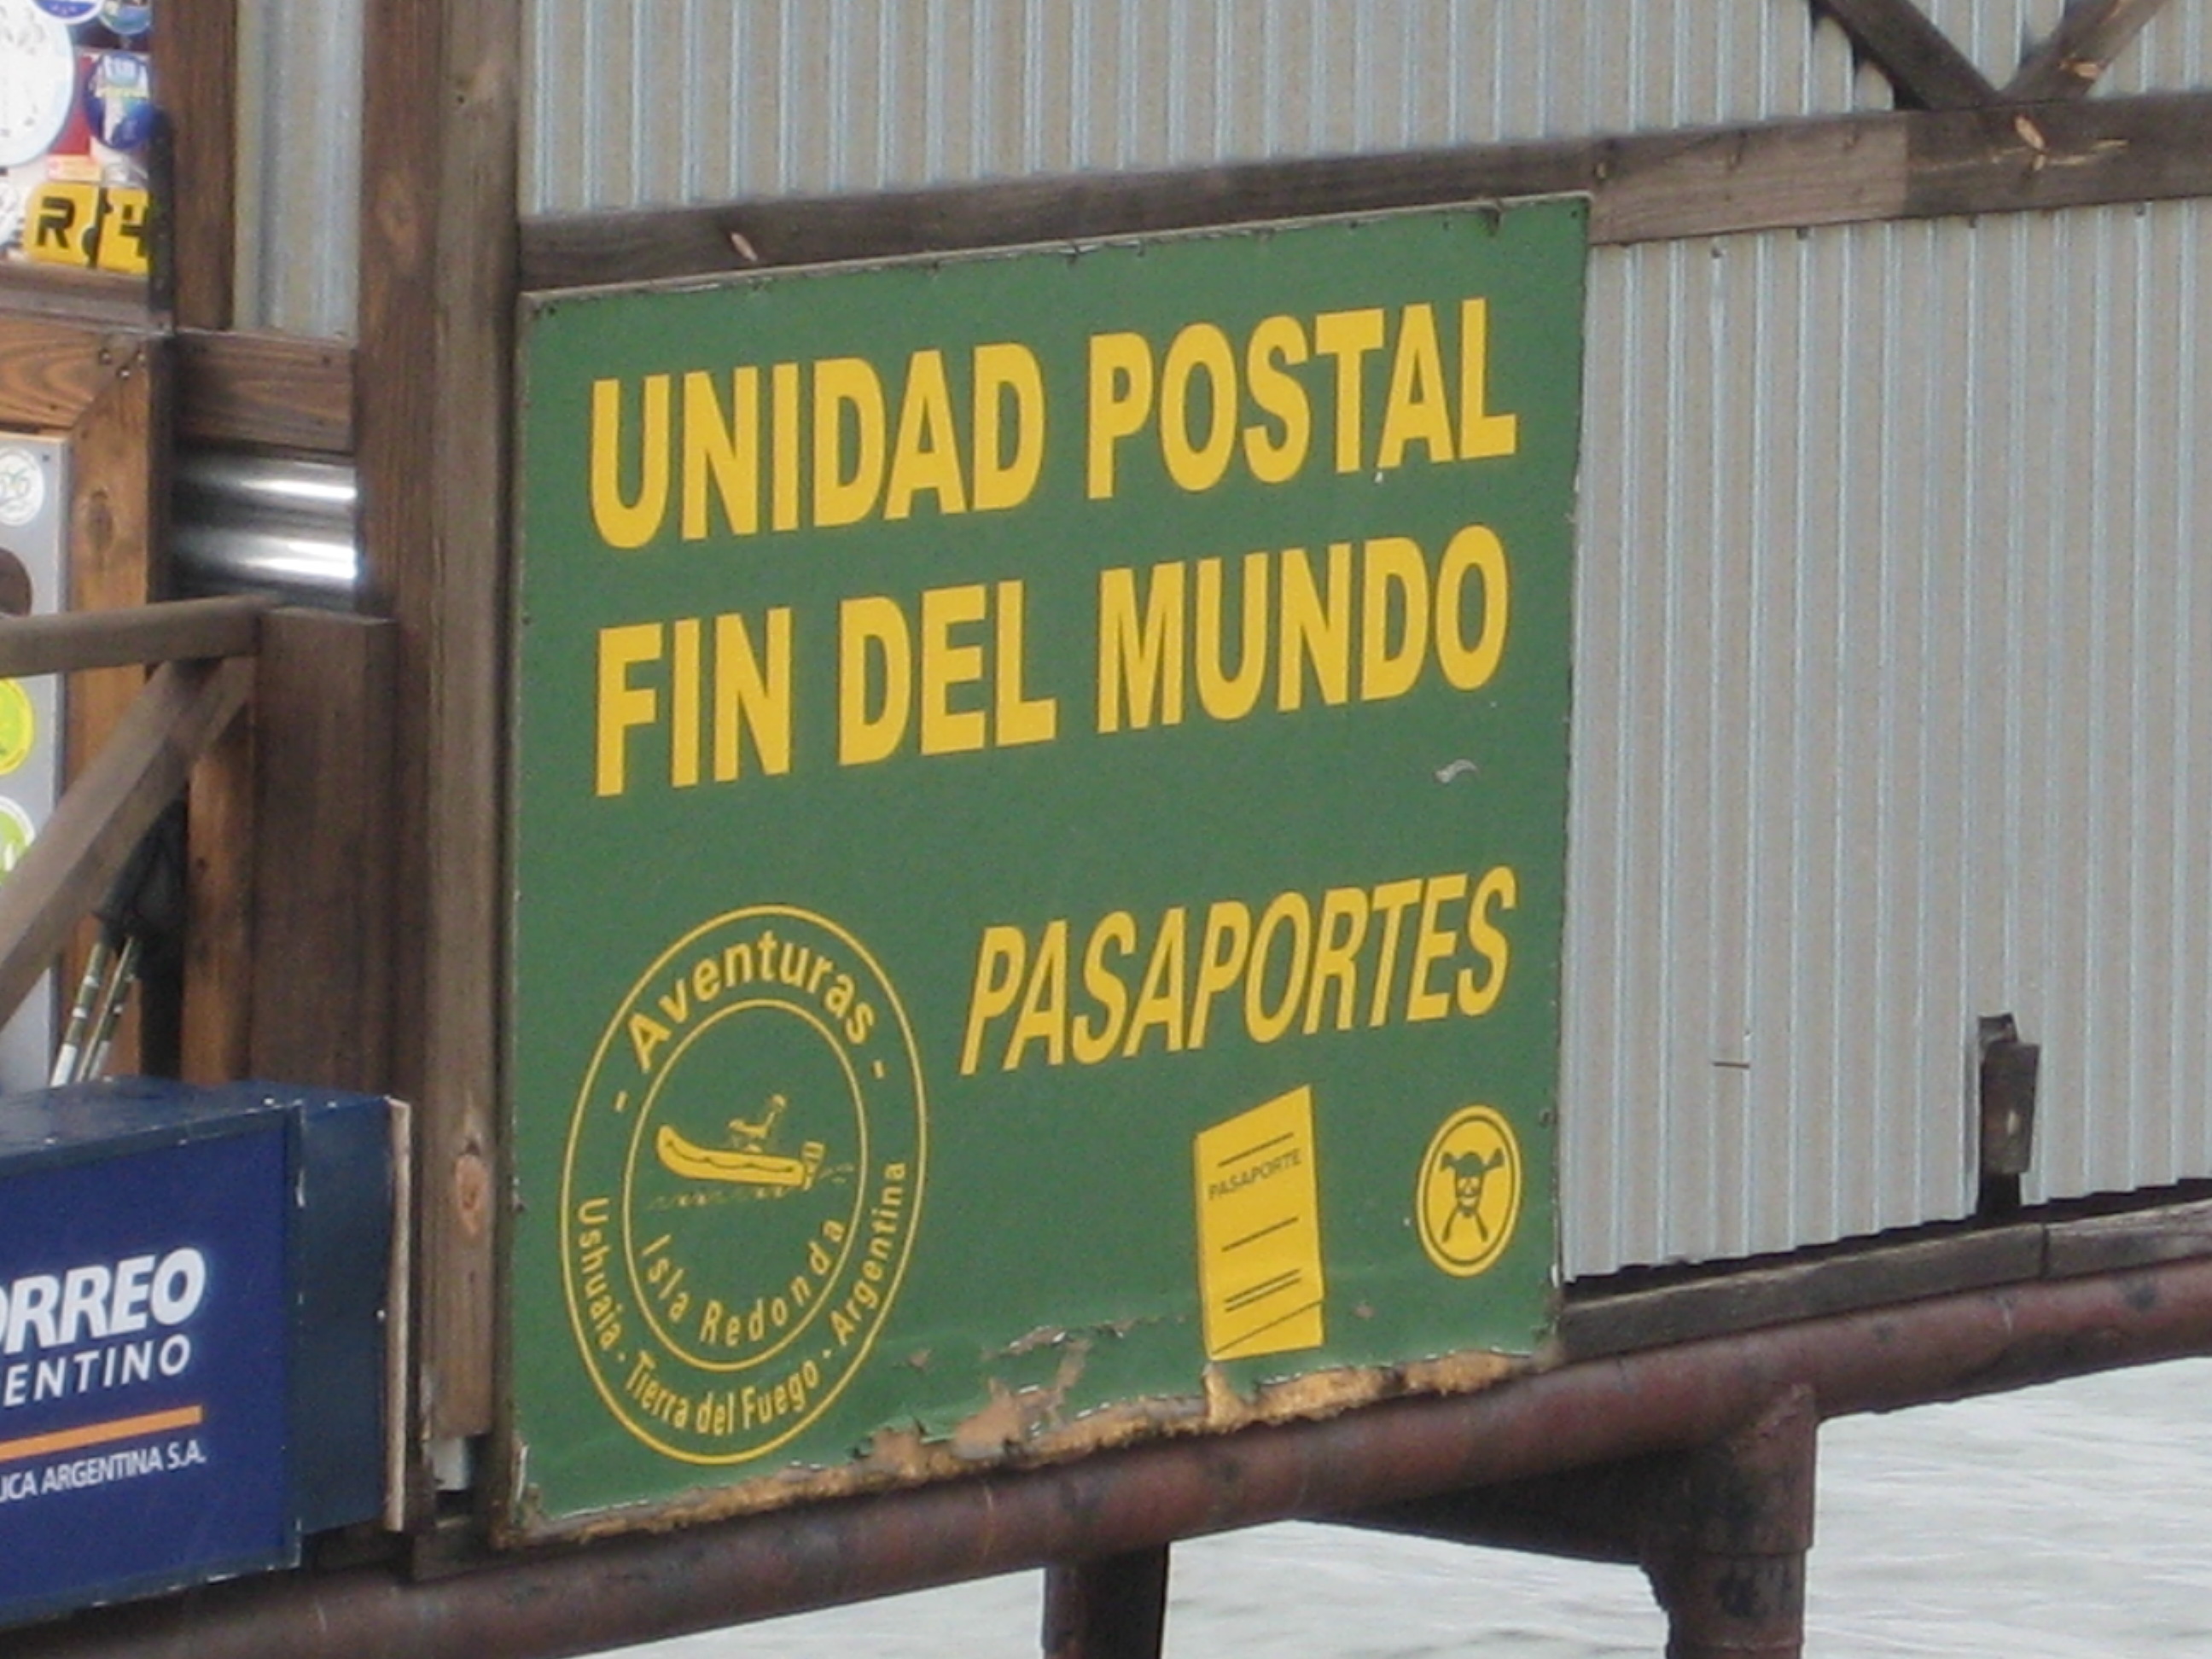 UNIDAD POSTAL
FIN DEL MUNDO
PASAPORTES
- Aventuras -
Isla Redonda
Ushuaia · Tierra del Fuego · Argentina
PASAPORTE
ORREO
ENTINO
ICA ARGENTINA S.A.
R
4